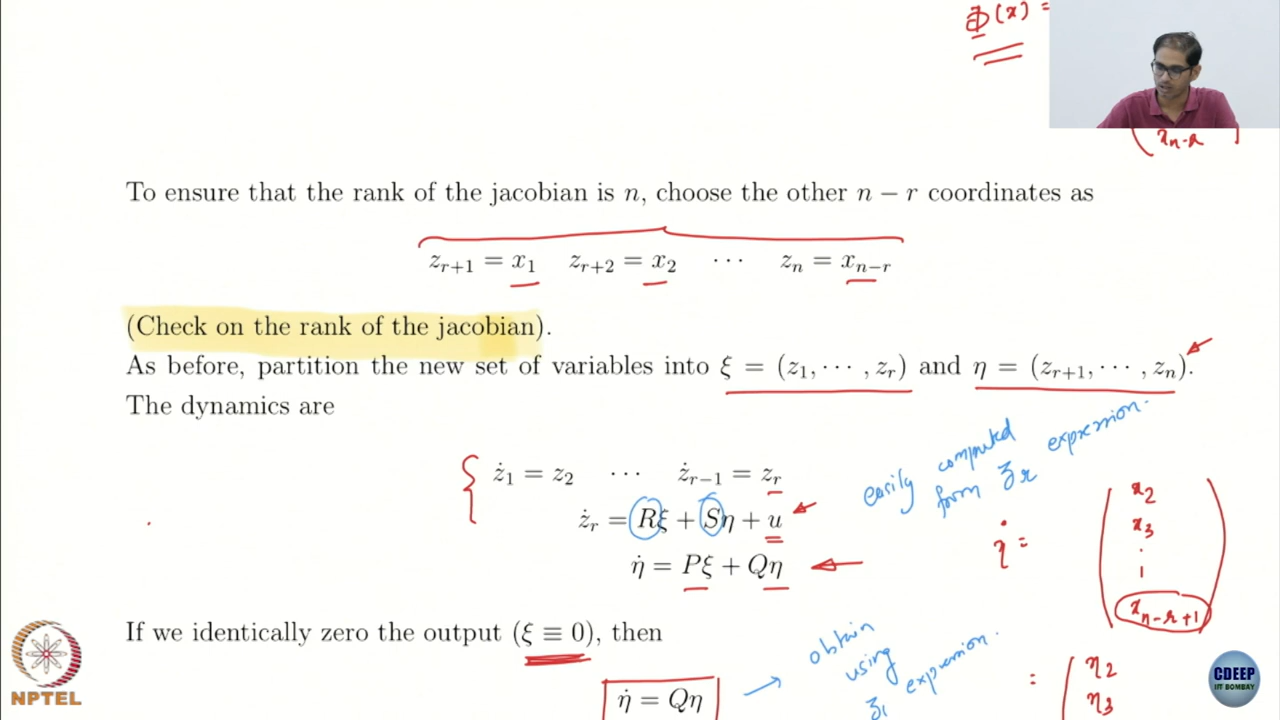 Φ(x) =
x_{n-r}
To ensure that the rank of the jacobian is n, choose the other n − r coordinates as
z_{r+1} = x_1   z_{r+2} = x_2   ···   z_n = x_{n−r}
(Check on the rank of the jacobian).
As before, partition the new set of variables into ξ = (z_1, ··· , z_r) and η = (z_{r+1}, ··· , z_n).
The dynamics are
ż_1 = z_2   ···   ż_{r−1} = z_r
ż_r = Rξ + Sη + u
η̇ = Pξ + Qη
easily computed
from z_r expression.
η̇ =
x_2
x_3
x_{n-r+1}
If we identically zero the output (ξ ≡ 0), then
η̇ = Qη
obtain
using
z_1 expression.
= η_2
η_3
NPTEL
CDEEP
IIT BOMBAY